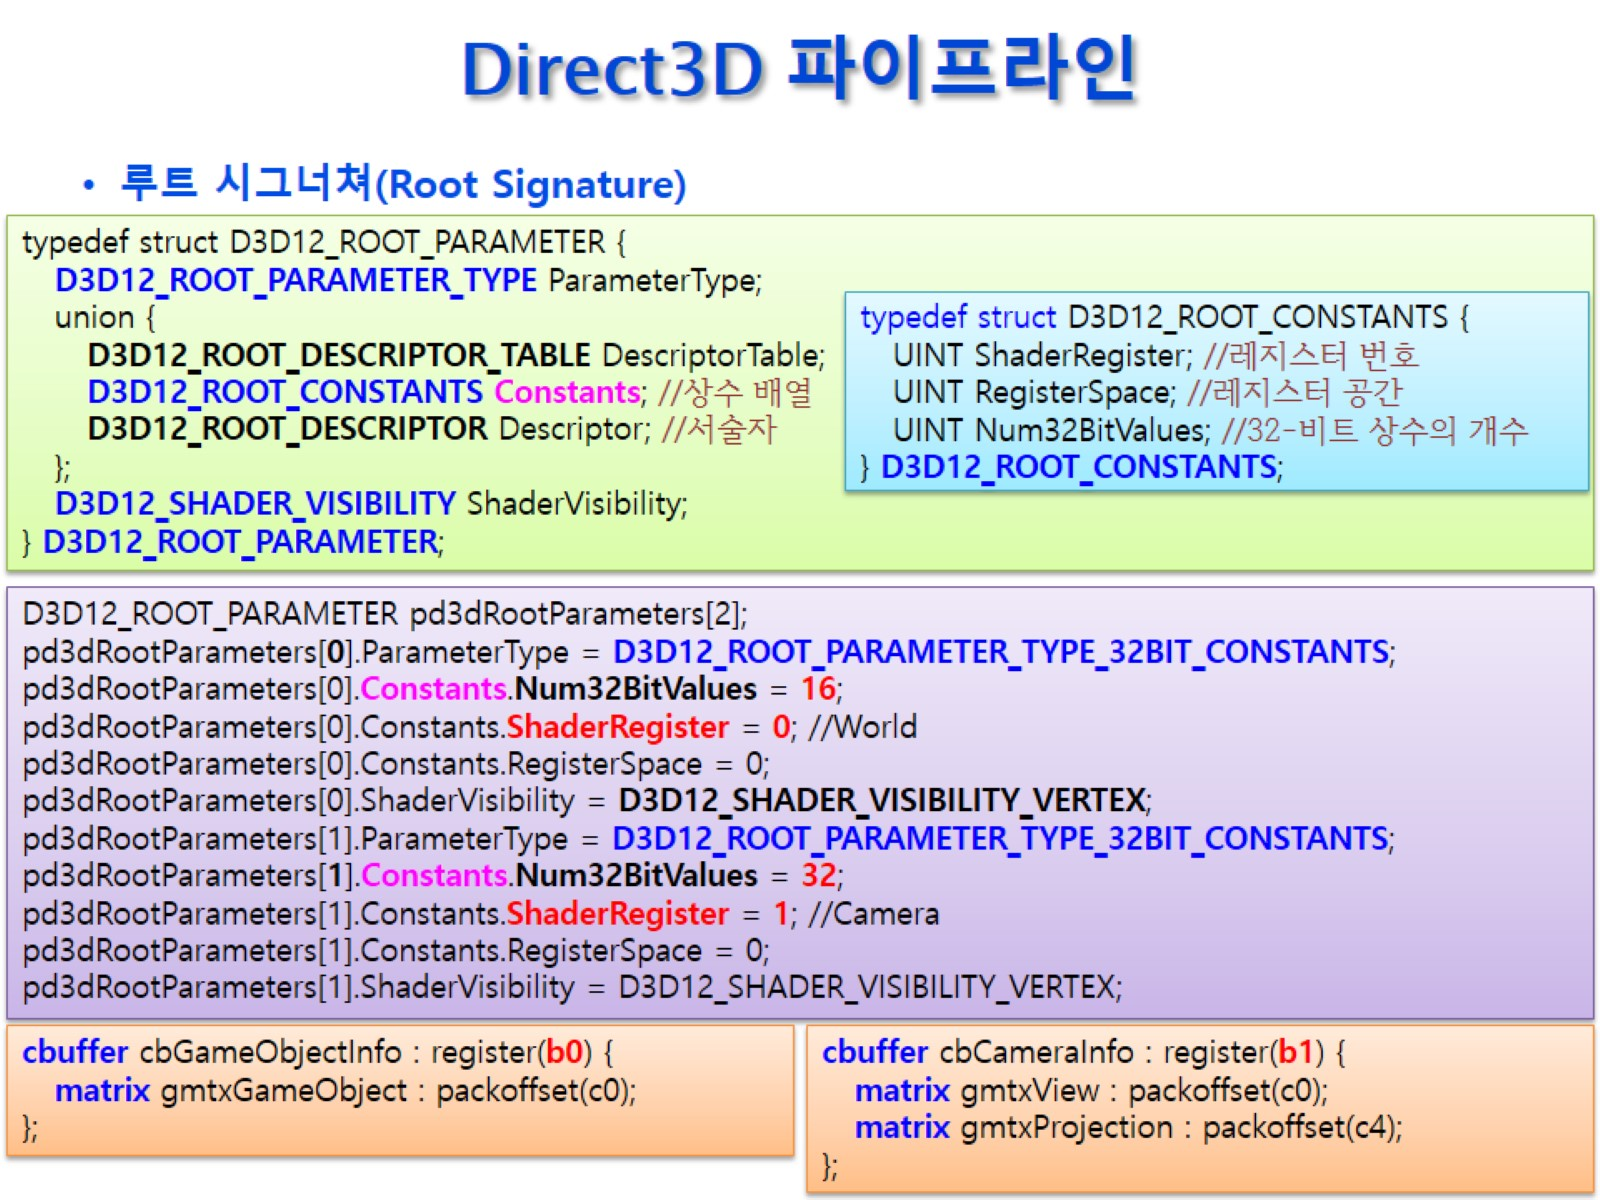 Direct3D 파이프라인
• 루트 시그너쳐(Root Signature)
typedef struct D3D12_ROOT_PARAMETER {
D3D12_ROOT_PARAMETER_TYPE ParameterType;
union {
D3D12_ROOT_DESCRIPTOR_TABLE DescriptorTable;
D3D12_ROOT_CONSTANTS Constants; //상수 배열
D3D12_ROOT_DESCRIPTOR Descriptor; //서술자
};
D3D12_SHADER_VISIBILITY ShaderVisibility;
} D3D12_ROOT_PARAMETER;
typedef struct D3D12_ROOT_CONSTANTS {
UINT ShaderRegister; //레지스터 번호
UINT RegisterSpace; //레지스터 공간
UINT Num32BitValues; //32-비트 상수의 개수
} D3D12_ROOT_CONSTANTS;
D3D12_ROOT_PARAMETER pd3dRootParameters[2];
pd3dRootParameters[0].ParameterType = D3D12_ROOT_PARAMETER_TYPE_32BIT_CONSTANTS;
pd3dRootParameters[0].Constants.Num32BitValues = 16;
pd3dRootParameters[0].Constants.ShaderRegister = 0; //World
pd3dRootParameters[0].Constants.RegisterSpace = 0;
pd3dRootParameters[0].ShaderVisibility = D3D12_SHADER_VISIBILITY_VERTEX;
pd3dRootParameters[1].ParameterType = D3D12_ROOT_PARAMETER_TYPE_32BIT_CONSTANTS;
pd3dRootParameters[1].Constants.Num32BitValues = 32;
pd3dRootParameters[1].Constants.ShaderRegister = 1; //Camera
pd3dRootParameters[1].Constants.RegisterSpace = 0;
pd3dRootParameters[1].ShaderVisibility = D3D12_SHADER_VISIBILITY_VERTEX;
cbuffer cbGameObjectInfo : register(b0) {
matrix gmtxGameObject : packoffset(c0);
};
cbuffer cbCameraInfo : register(b1) {
matrix gmtxView : packoffset(c0);
matrix gmtxProjection : packoffset(c4);
};